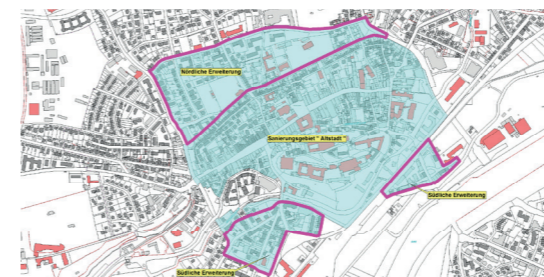 Nördliche Erweiterung
Sanierungsgebiet " Altstadt "
Südliche Erweiterung
Südliche Erweiterung